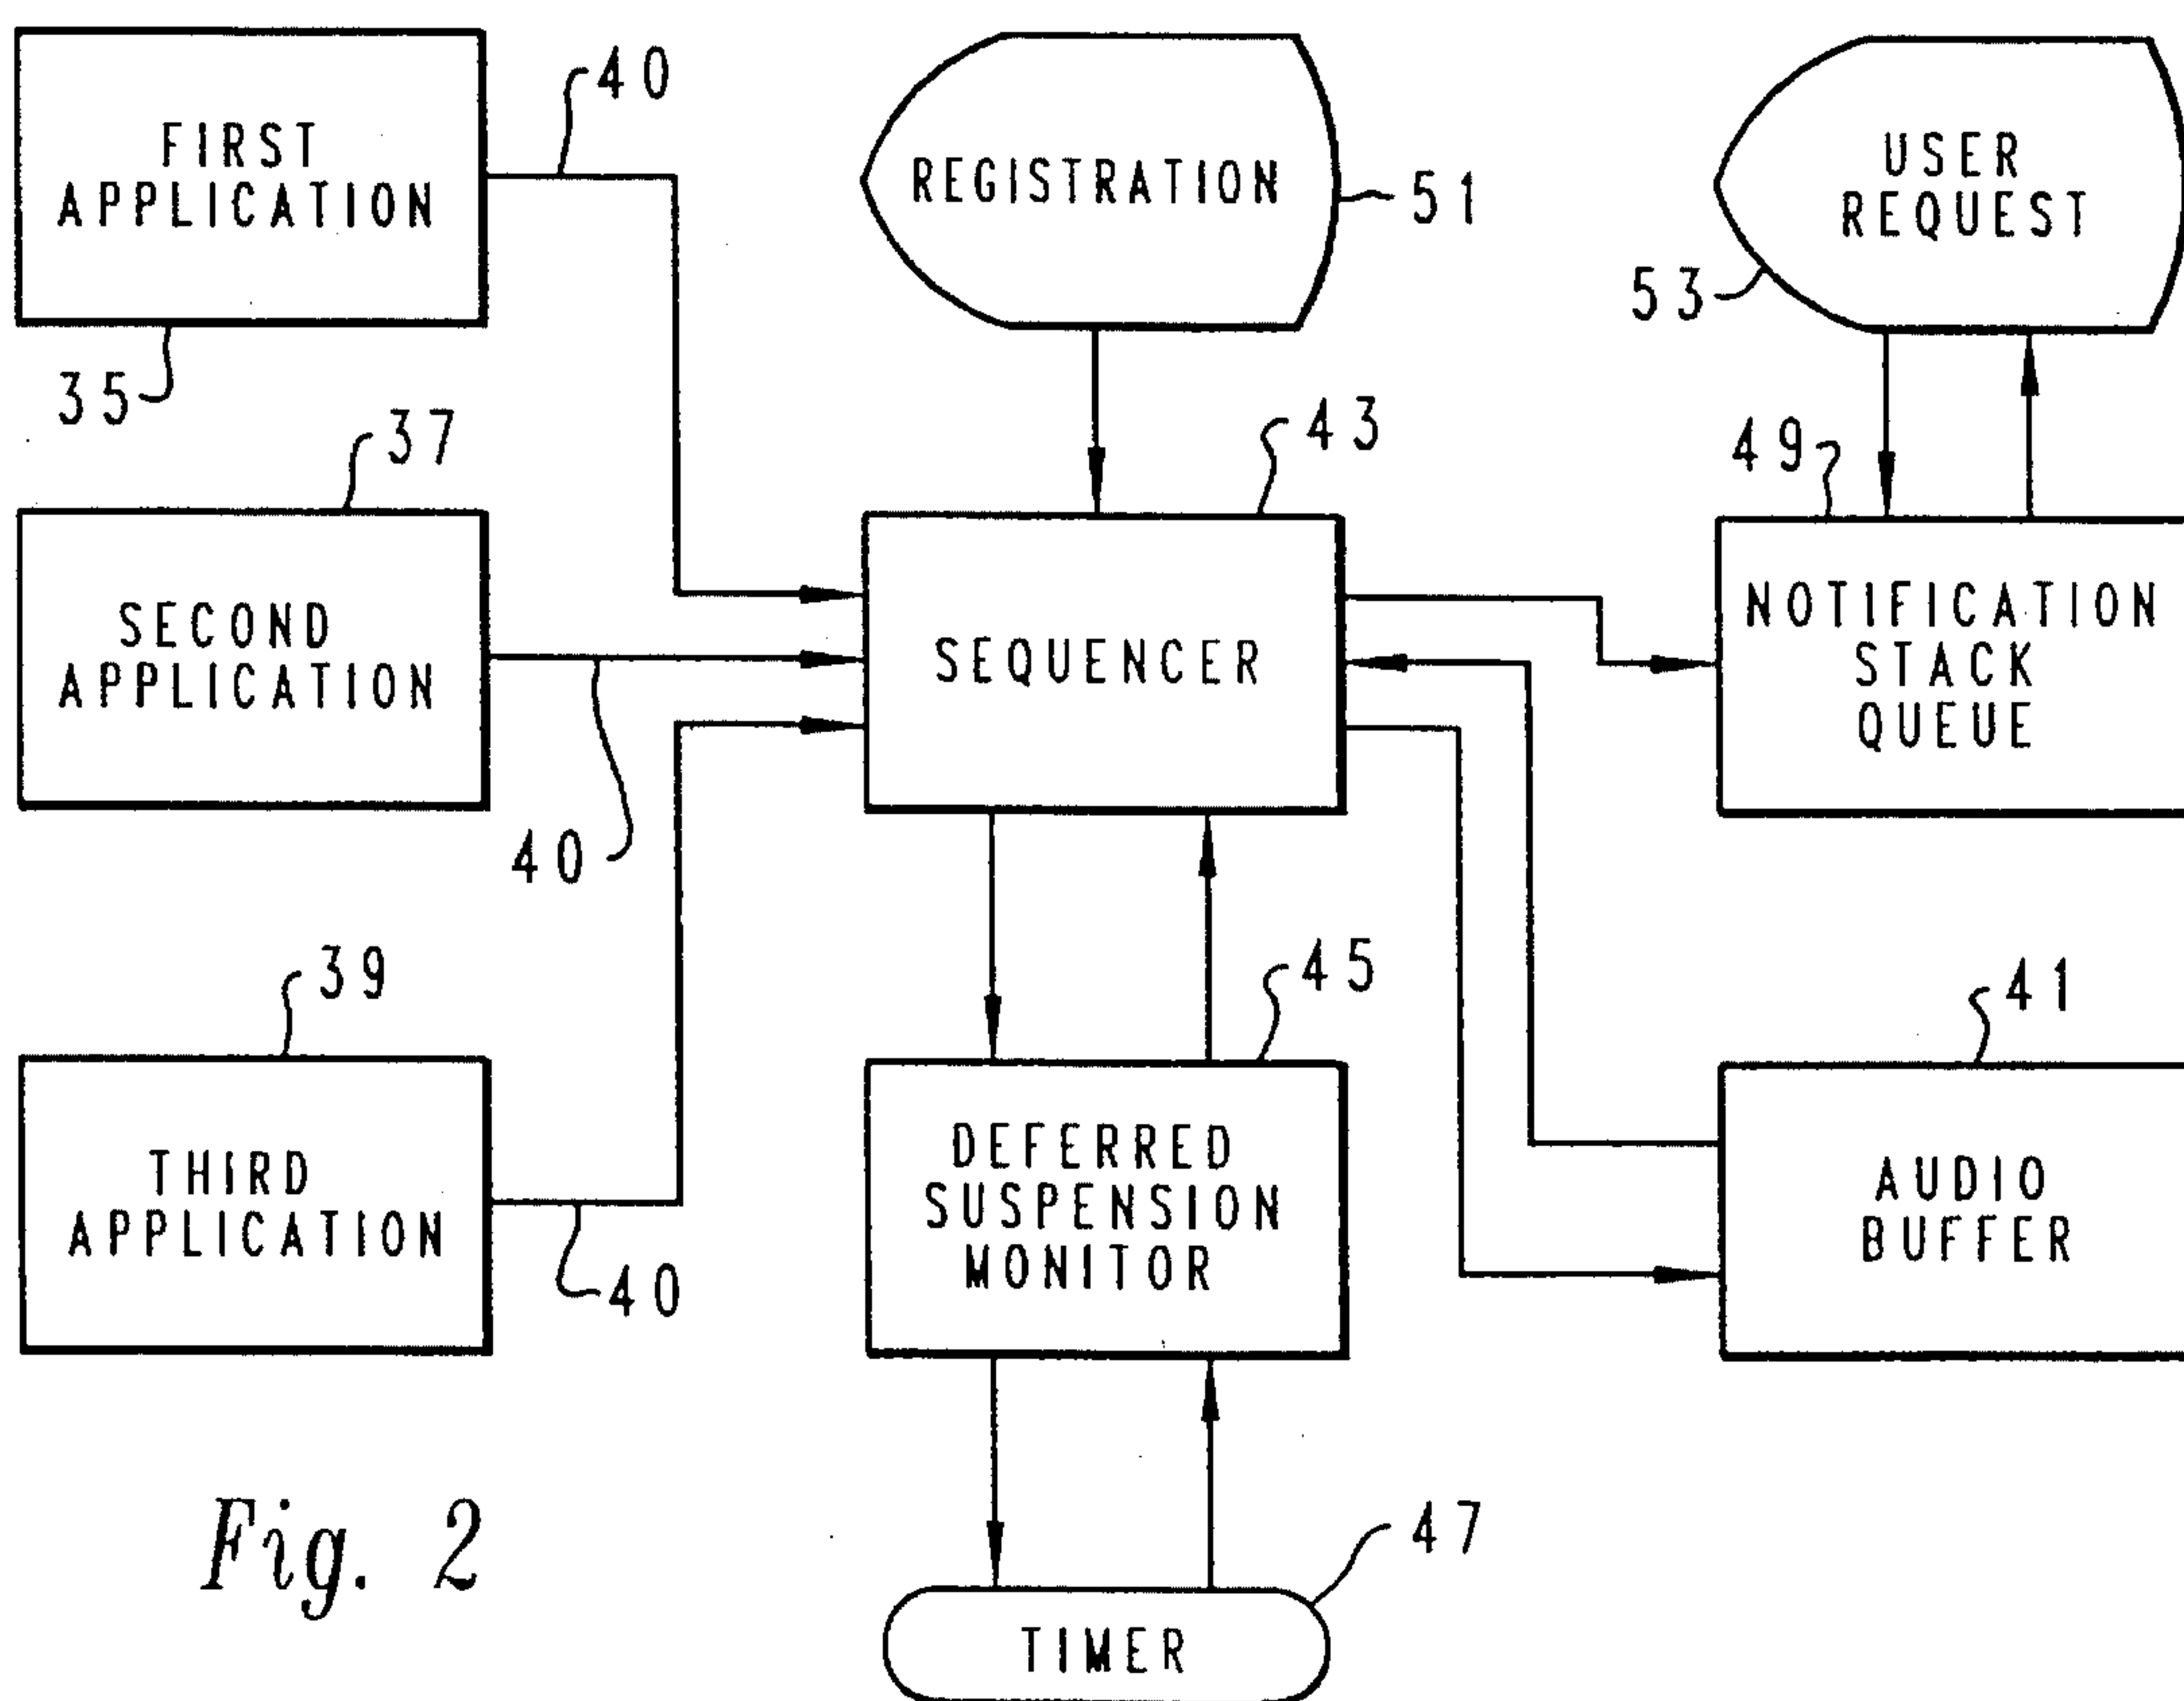 FIRST
APPLICATION
40
35
REGISTRATION
51
USER
REQUEST
53
37
SECOND
APPLICATION
40
43
SEQUENCER
49
NOTIFICATION
STACK
QUEUE
39
THIRD
APPLICATION
40
45
DEFERRED
SUSPENSION
MONITOR
41
AUDIO
BUFFER
47
TIMER
Fig. 2